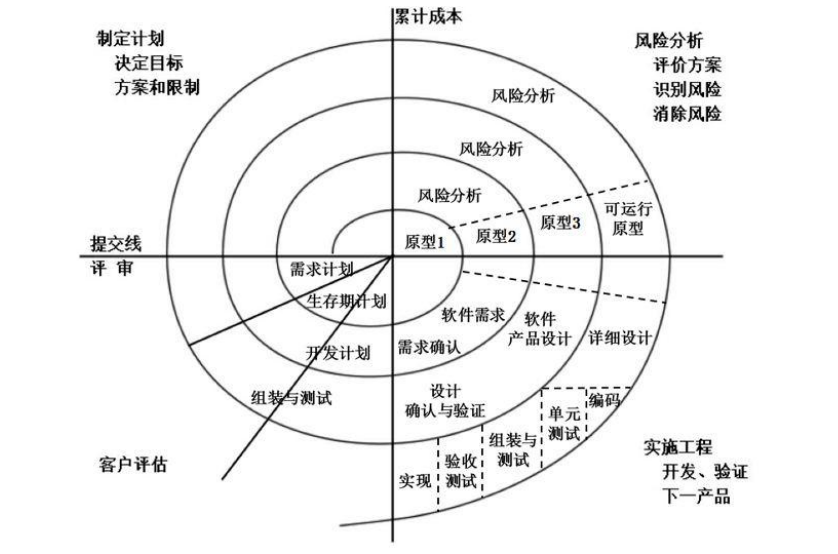 累计成本
制定计划
决定目标
方案和限制
风险分析
评价方案
识别风险
消除风险
风险分析
风险分析
风险分析
原型1
原型2
原型3
可运行
原型
提交线
评 审
需求计划
生存期计划
开发计划
组装与测试
软件需求
需求确认
软件
产品设计
详细设计
设计
确认与验证
编码
单元
测试
组装与
测试
验收
测试
实现
客户评估
实施工程
开发、验证
下一产品